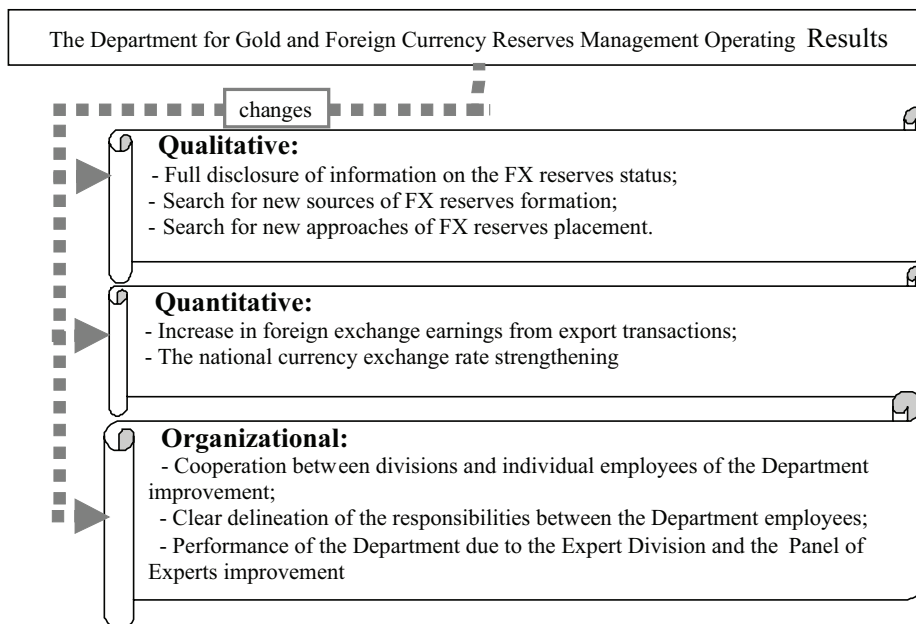 The Department for Gold and Foreign Currency Reserves Management Operating Results
changes
Qualitative:
- Full disclosure of information on the FX reserves status;
- Search for new sources of FX reserves formation;
- Search for new approaches of FX reserves placement.
Quantitative:
- Increase in foreign exchange earnings from export transactions;
- The national currency exchange rate strengthening
Organizational:
- Cooperation between divisions and individual employees of the Department
improvement;
- Clear delineation of the responsibilities between the Department employees;
- Performance of the Department due to the Expert Division and the Panel of
Experts improvement